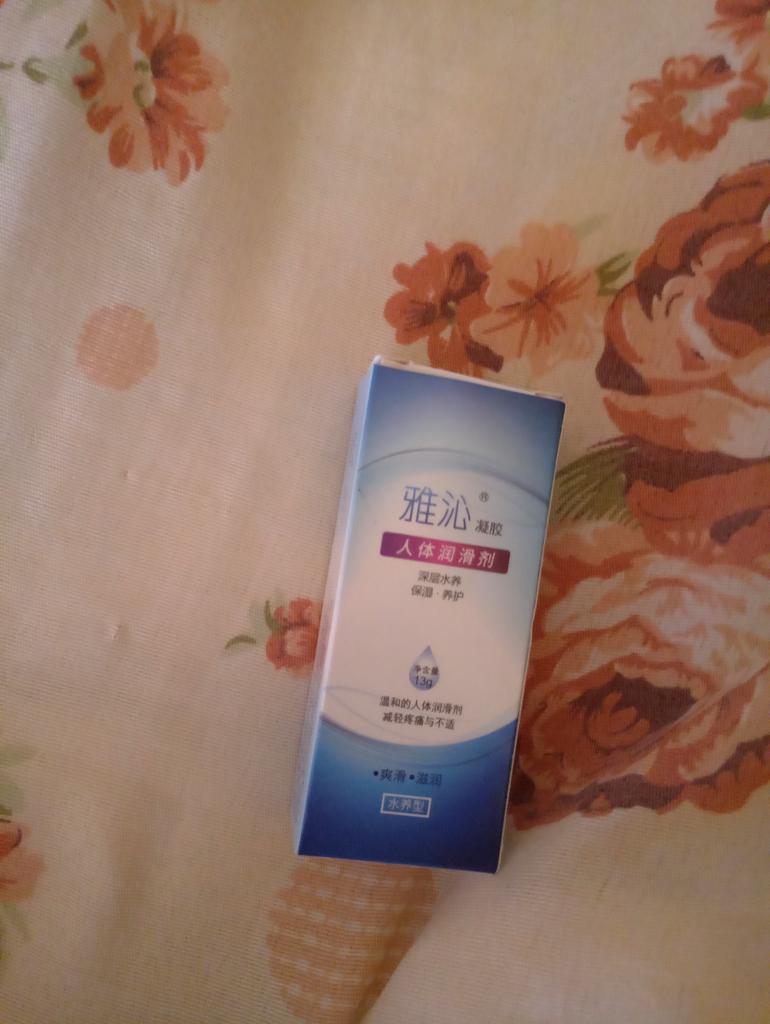 雅沁®凝胶
人体润滑剂
深层水养
保湿·养护
净含量
13g
温和的人体润滑剂
减轻疼痛与不适
•爽滑•滋润
水养型